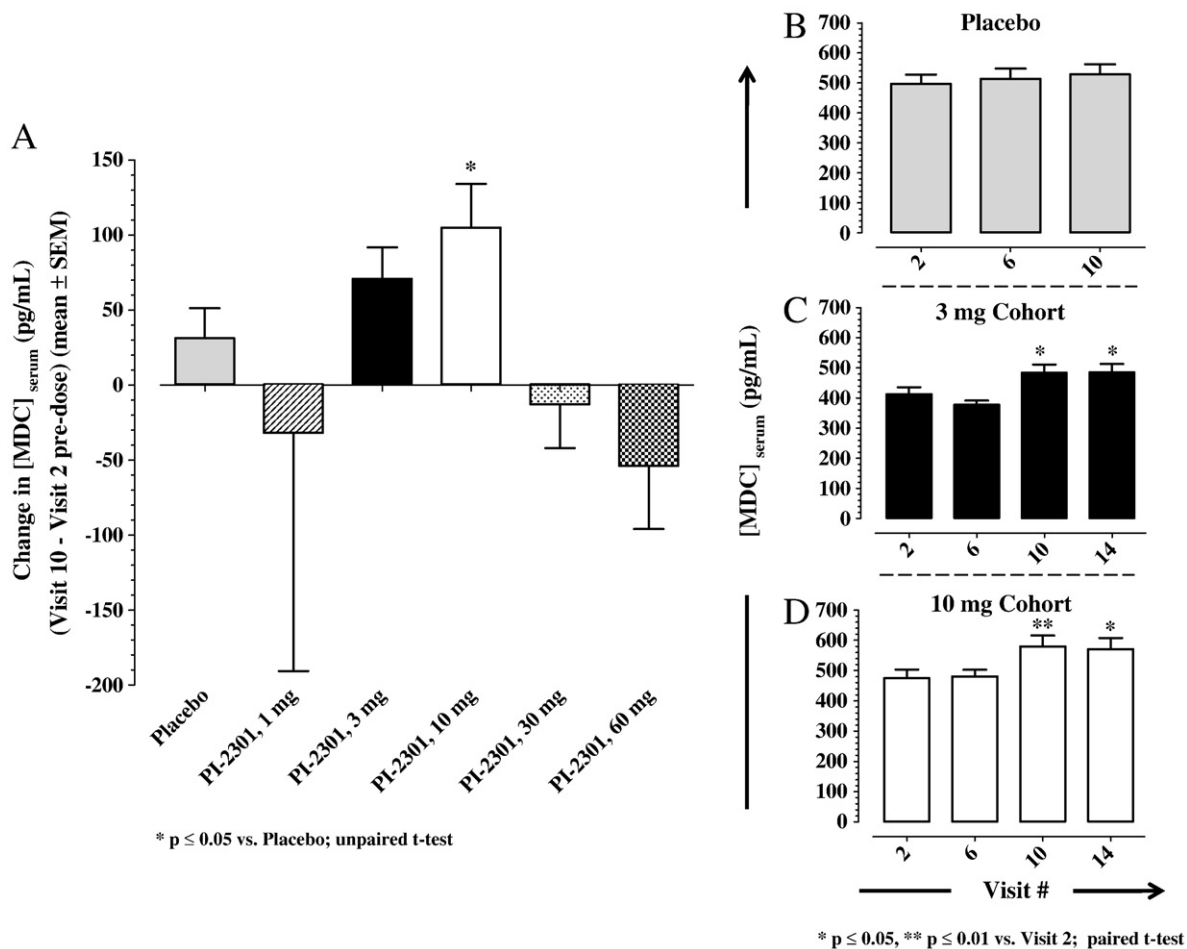 A
Change in [MDC] serum (pg/mL)
(Visit 10 - Visit 2 pre-dose) (mean ± SEM)
150
100
50
0
-50
-100
-150
-200
Placebo
PI-2301, 1 mg
PI-2301, 3 mg
PI-2301, 10 mg
PI-2301, 30 mg
PI-2301, 60 mg
*
* p ≤ 0.05 vs. Placebo; unpaired t-test
[MDC] serum (pg/mL)
B
Placebo
700
600
500
400
300
200
100
0
2 6 10
C
3 mg Cohort
700
600
500
400
300
200
100
0
* *
2 6 10 14
D
10 mg Cohort
700
600
500
400
300
200
100
0
** *
2 6 10 14
Visit #
* p ≤ 0.05, ** p ≤ 0.01 vs. Visit 2; paired t-test